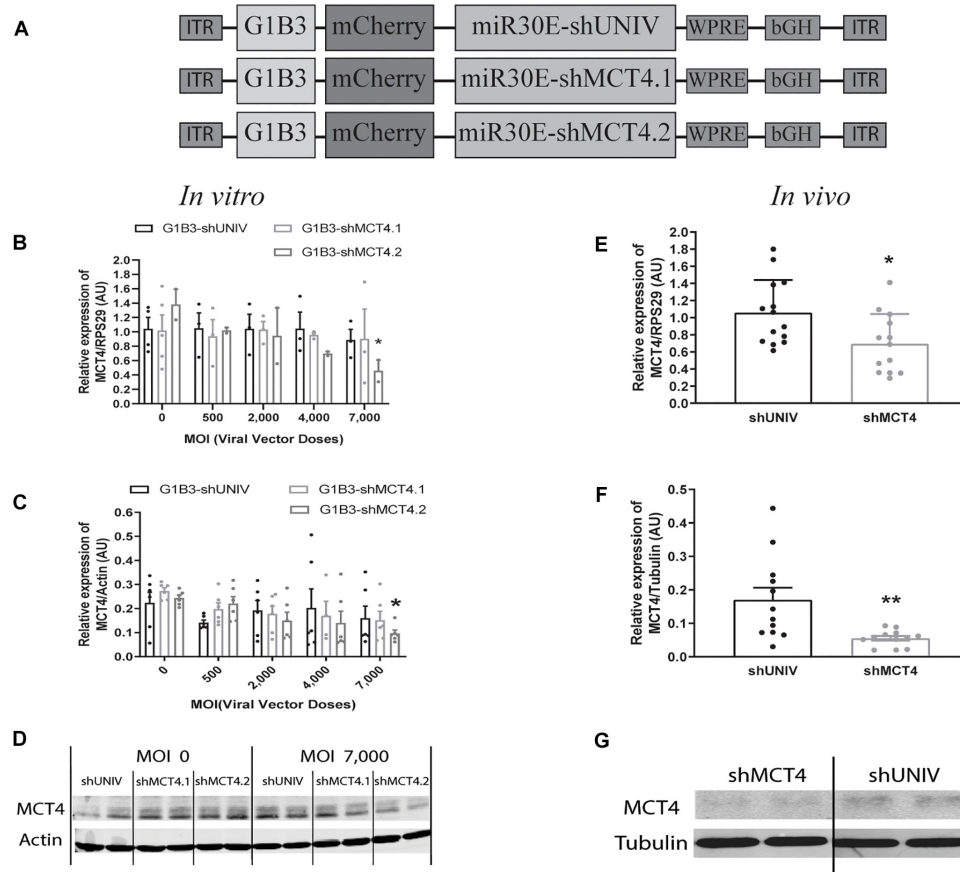 A
ITR G1B3 mCherry miR30E-shUNIV WPRE bGH ITR
ITR G1B3 mCherry miR30E-shMCT4.1 WPRE bGH ITR
ITR G1B3 mCherry miR30E-shMCT4.2 WPRE bGH ITR
In vitro
In vivo
B
G1B3-shUNIV G1B3-shMCT4.1
G1B3-shMCT4.2
Relative expression of
MCT4/RPS29 (AU)
2.0
1.8
1.6
1.4
1.2
1.0
0.8
0.6
0.4
0.2
0.0
*
0 500 2,000 4,000 7,000
MOI (Viral Vector Doses)
C
G1B3-shUNIV G1B3-shMCT4.1
G1B3-shMCT4.2
Relative expression of
MCT4/Actin (AU)
0.6
0.5
0.4
0.3
0.2
0.1
0.0
*
0 500 2,000 4,000 7,000
MOI(Viral Vector Doses)
D
MOI 0 MOI 7,000
shUNIV shMCT4.1 shMCT4.2 shUNIV shMCT4.1 shMCT4.2
MCT4
Actin
E
Relative expression of
MCT4/RPS29 (AU)
2.0
1.8
1.6
1.4
1.2
1.0
0.8
0.6
0.4
0.2
0.0
*
shUNIV shMCT4
F
Relative expression of
MCT4/Tubulin (AU)
0.5
0.4
0.3
0.2
0.1
0.0
**
shUNIV shMCT4
G
shMCT4 shUNIV
MCT4
Tubulin